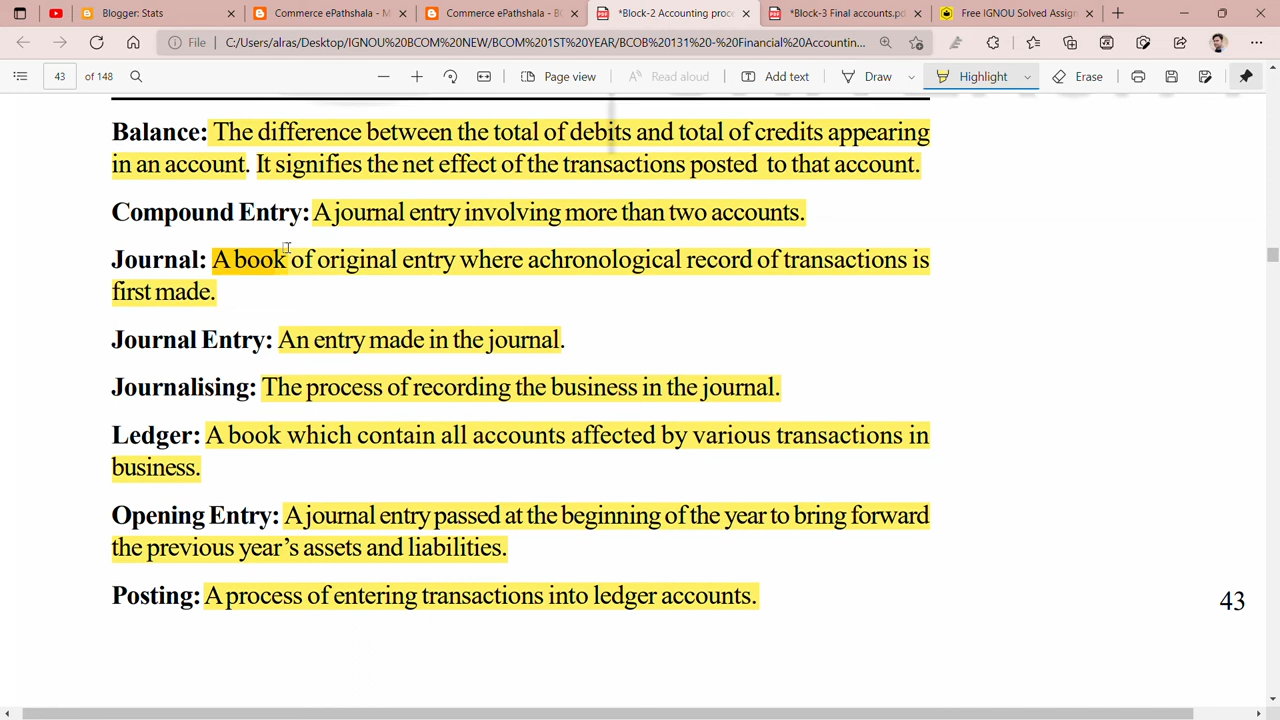 Blogger: Stats
Commerce ePathshala - M
Commerce ePathshala - BC
*Block-2 Accounting proce
*Block-3 Final accounts.pd
Free IGNOU Solved Assign
File C:/Users/alras/Desktop/IGNOU%20BCOM%20NEW/BCOM%201ST%20YEAR/BCOB%20131%20-%20Financial%20Accountin...
43 of 148 Page view Read aloud Add text Draw Highlight Erase
Balance: The difference between the total of debits and total of credits appearing
in an account. It signifies the net effect of the transactions posted to that account.
Compound Entry: A journal entry involving more than two accounts.
Journal: A book of original entry where achronological record of transactions is
first made.
Journal Entry: An entry made in the journal.
Journalising: The process of recording the business in the journal.
Ledger: A book which contain all accounts affected by various transactions in
business.
Opening Entry: A journal entry passed at the beginning of the year to bring forward
the previous year's assets and liabilities.
Posting: A process of entering transactions into ledger accounts.
43